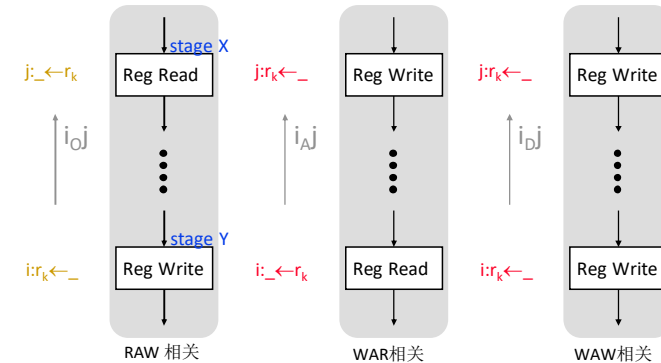 stage X
j:_←rk
Reg Read
j:rk←_
Reg Write
j:rk←_
Reg Write
iOj
iAj
iDj
stage Y
i:rk←_
Reg Write
i:_←rk
Reg Read
i:rk←_
Reg Write
RAW 相关
WAR相关
WAW相关